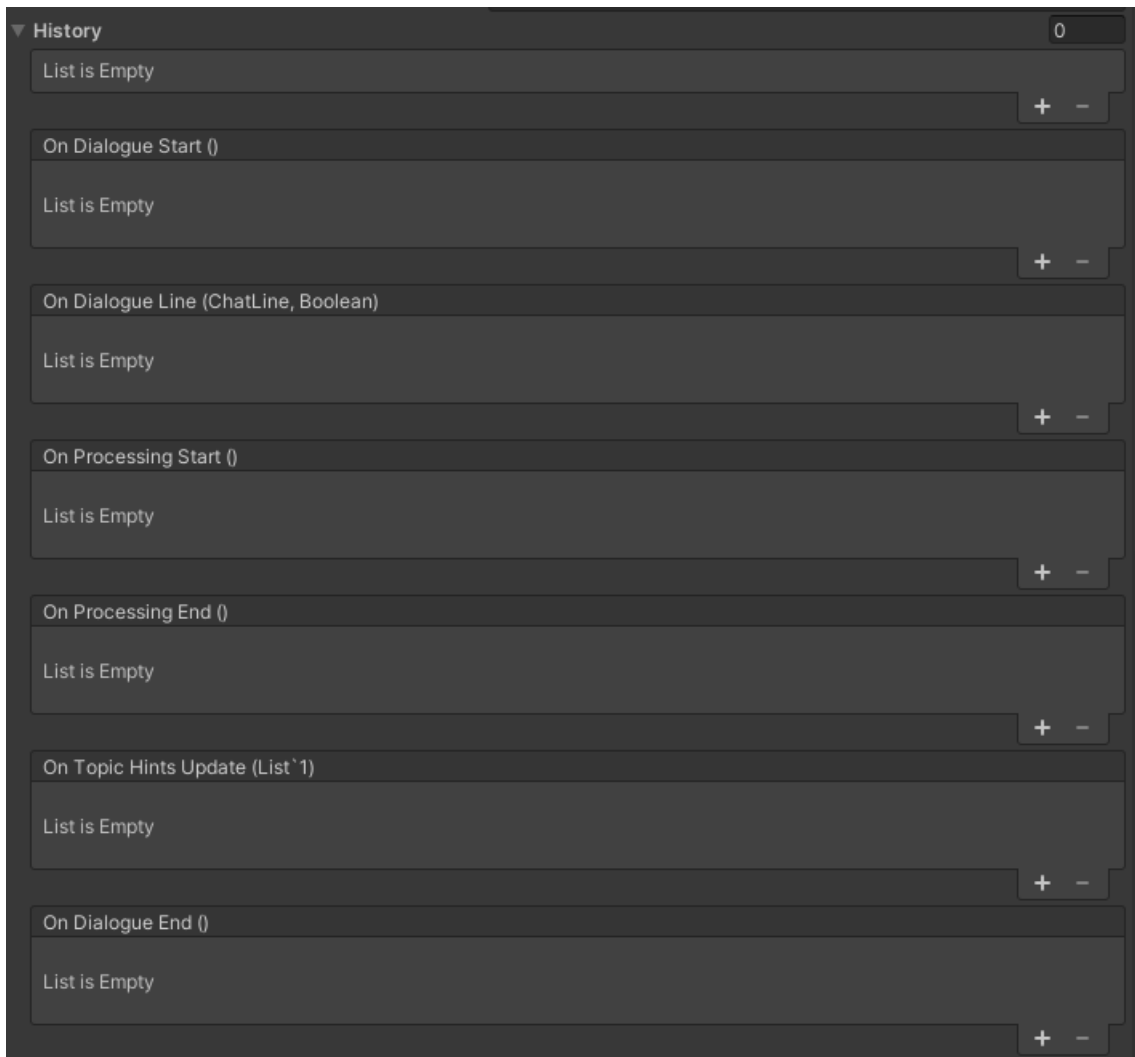 History
0
List is Empty
+ −
On Dialogue Start ()
List is Empty
+ −
On Dialogue Line (ChatLine, Boolean)
List is Empty
+ −
On Processing Start ()
List is Empty
+ −
On Processing End ()
List is Empty
+ −
On Topic Hints Update (List`1)
List is Empty
+ −
On Dialogue End ()
List is Empty
+ −